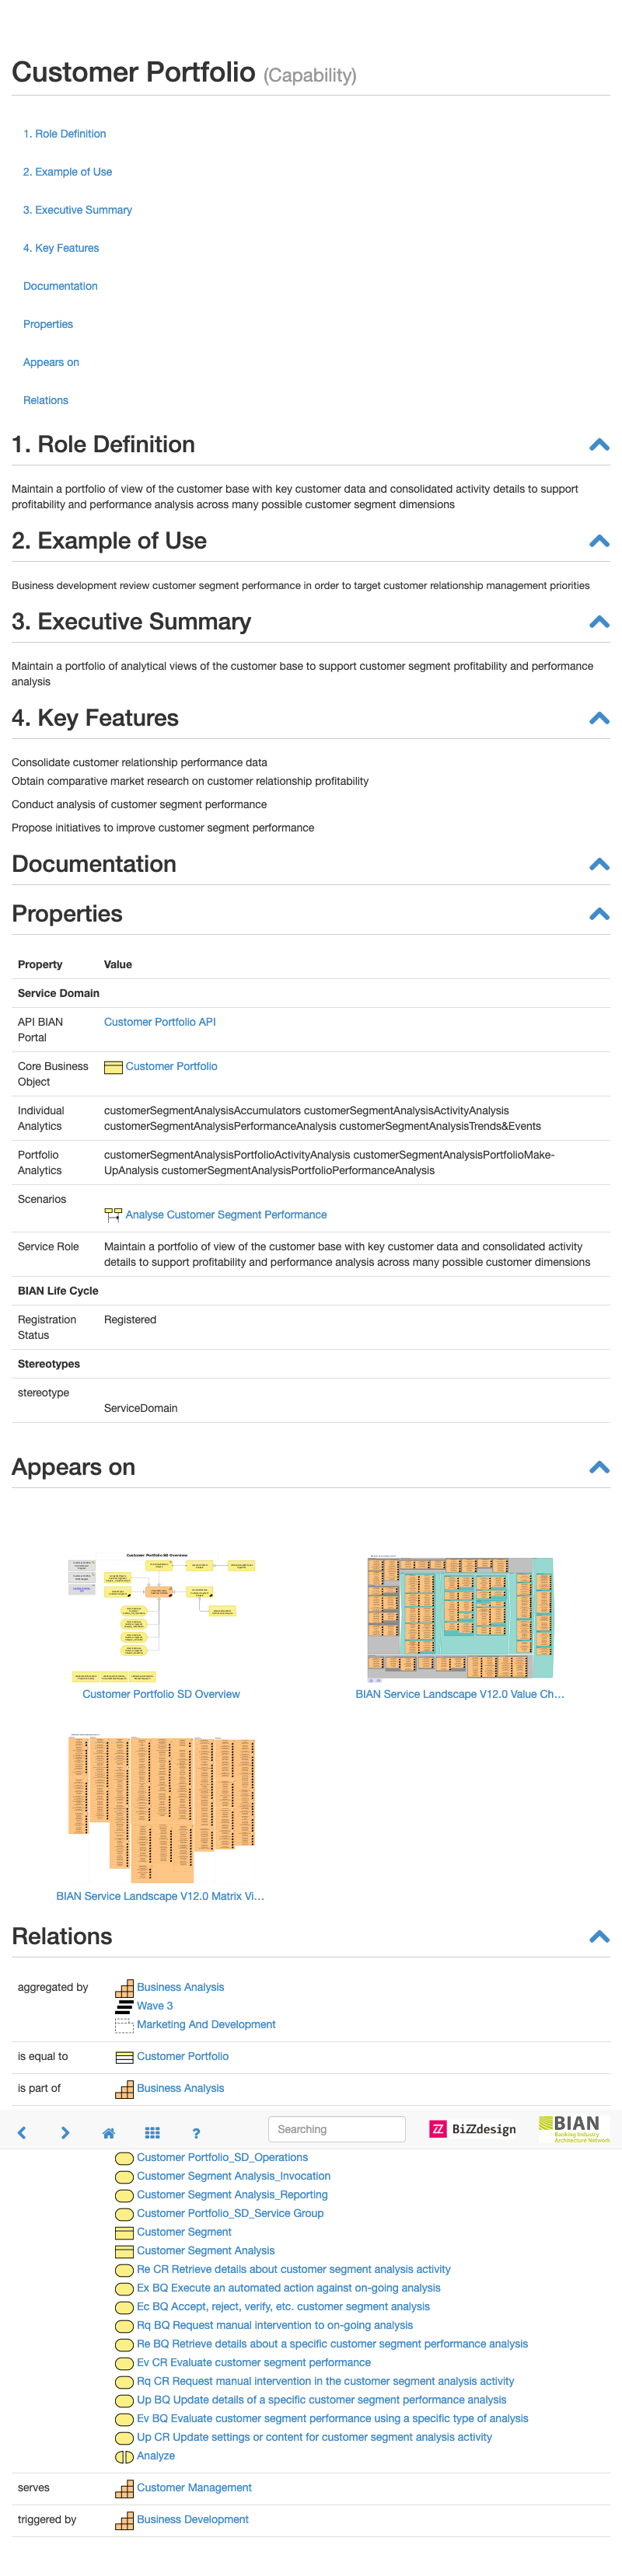 Customer Portfolio (Capability)
1. Role Definition
2. Example of Use
3. Executive Summary
4. Key Features
Documentation
Properties
Appears on
Relations
1. Role Definition
Maintain a portfolio of view of the customer base with key customer data and consolidated activity details to support
profitability and performance analysis across many possible customer segment dimensions
2. Example of Use
Business development review customer segment performance in order to target customer relationship management priorities
3. Executive Summary
Maintain a portfolio of analytical views of the customer base to support customer segment profitability and performance
analysis
4. Key Features
Consolidate customer relationship performance data
Obtain comparative market research on customer relationship profitability
Conduct analysis of customer segment performance
Propose initiatives to improve customer segment performance
Documentation
Properties
Property Value
Service Domain
API BIAN Customer Portfolio API
Portal
Core Business Customer Portfolio
Object
Individual customerSegmentAnalysisAccumulators customerSegmentAnalysisActivityAnalysis
Analytics customerSegmentAnalysisPerformanceAnalysis customerSegmentAnalysisTrends&Events
Portfolio customerSegmentAnalysisPortfolioActivityAnalysis customerSegmentAnalysisPortfolioMake-
Analytics UpAnalysis customerSegmentAnalysisPortfolioPerformanceAnalysis
Scenarios
Analyse Customer Segment Performance
Service Role Maintain a portfolio of view of the customer base with key customer data and consolidated activity
details to support profitability and performance analysis across many possible customer dimensions
BIAN Life Cycle
Registration Registered
Status
Stereotypes
stereotype
ServiceDomain
Appears on
Customer Portfolio SD Overview
Customer Portfolio SD Overview BIAN Service Landscape V12.0 Value Ch...
BIAN Service Landscape V12.0 Matrix Vi...
Relations
aggregated by Business Analysis
Wave 3
Marketing And Development
is equal to Customer Portfolio
is part of Business Analysis
? Searching BiZZdesign BIAN
Banking Industry
Architecture Network
Customer Portfolio_SD_Operations
Customer Segment Analysis_Invocation
Customer Segment Analysis_Reporting
Customer Portfolio_SD_Service Group
Customer Segment
Customer Segment Analysis
Re CR Retrieve details about customer segment analysis activity
Ex BQ Execute an automated action against on-going analysis
Ec BQ Accept, reject, verify, etc. customer segment analysis
Rq BQ Request manual intervention to on-going analysis
Re BQ Retrieve details about a specific customer segment performance analysis
Ev CR Evaluate customer segment performance
Rq CR Request manual intervention in the customer segment analysis activity
Up BQ Update details of a specific customer segment performance analysis
Ev BQ Evaluate customer segment performance using a specific type of analysis
Up CR Update settings or content for customer segment analysis activity
Analyze
serves Customer Management
triggered by Business Development